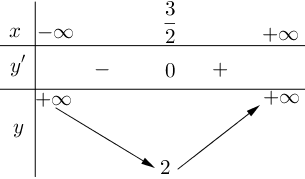 x −∞ 3/2 +∞
y′ − 0 +
+∞ +∞
y
2